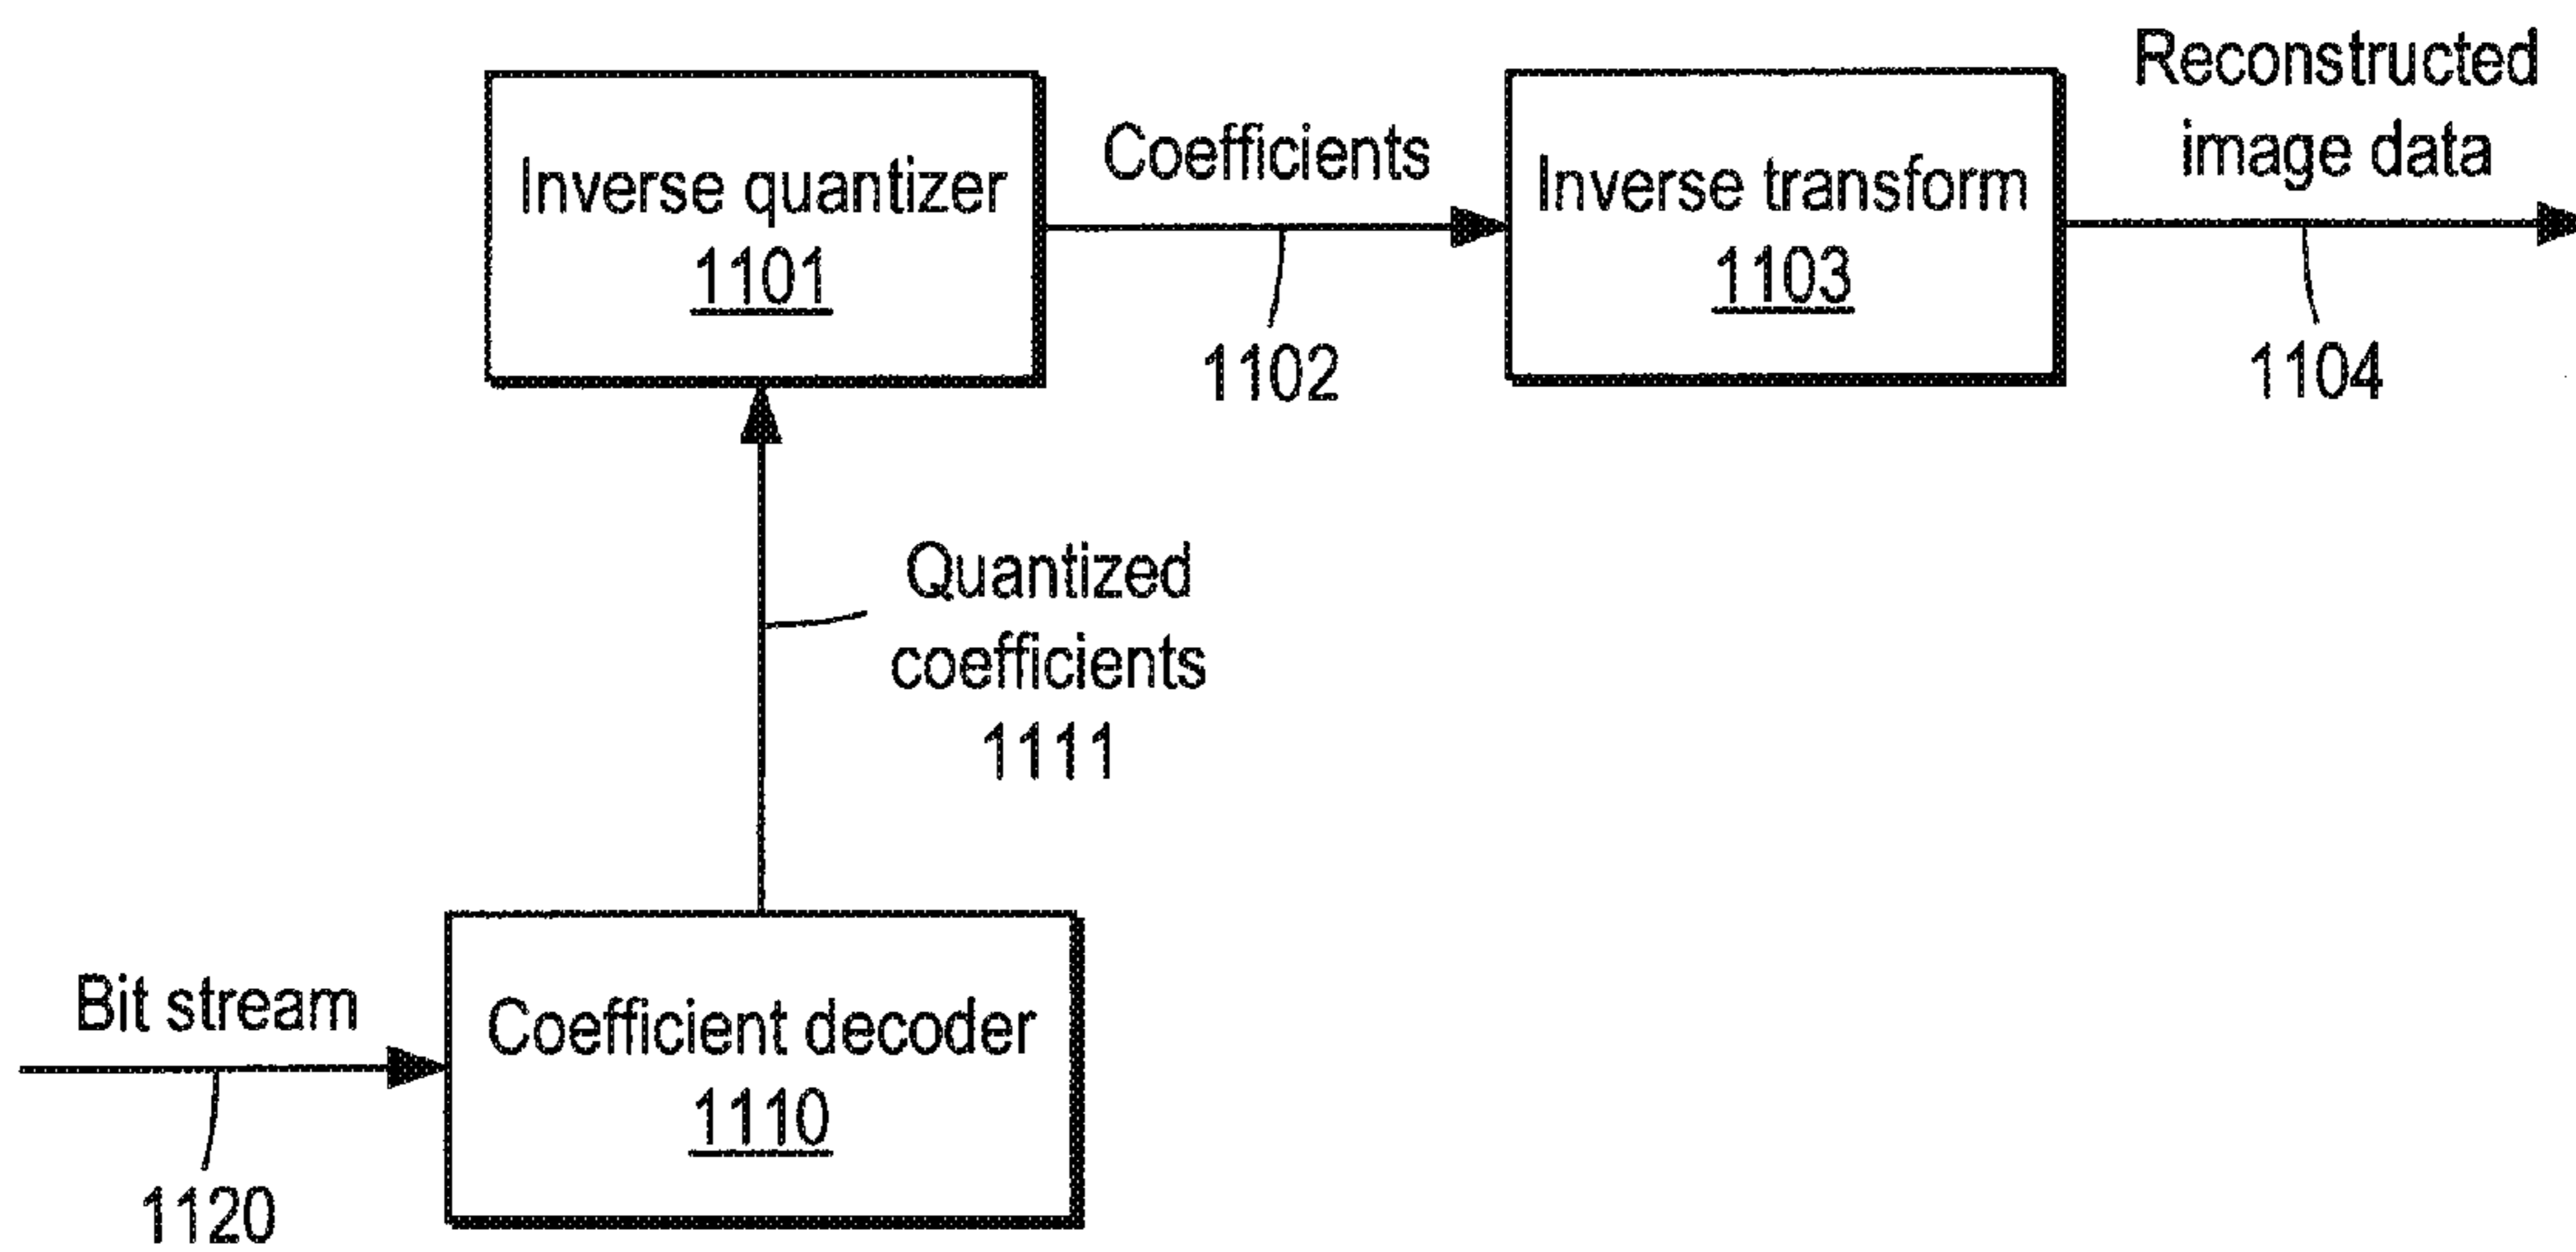 Reconstructed
image data
Inverse quantizer
1101
Coefficients
1102
Inverse transform
1103
1104
Quantized
coefficients
1111
Bit stream
1120
Coefficient decoder
1110